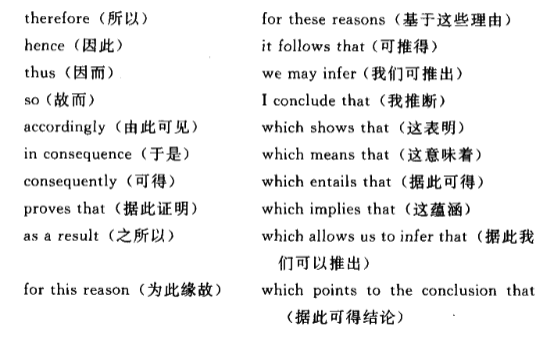 therefore（所以） for these reasons（基于这些理由）
hence（因此） it follows that（可推得）
thus（因而） we may infer（我们可推出）
so（故而） I conclude that（我推断）
accordingly（由此可见） which shows that（这表明）
in consequence（于是） which means that（这意味着）
consequently（可得） which entails that（据此可得）
proves that（据此证明） which implies that（这蕴涵）
as a result（之所以） which allows us to infer that（据此我
们可以推出）
for this reason（为此缘故） which points to the conclusion that
（据此可得结论）